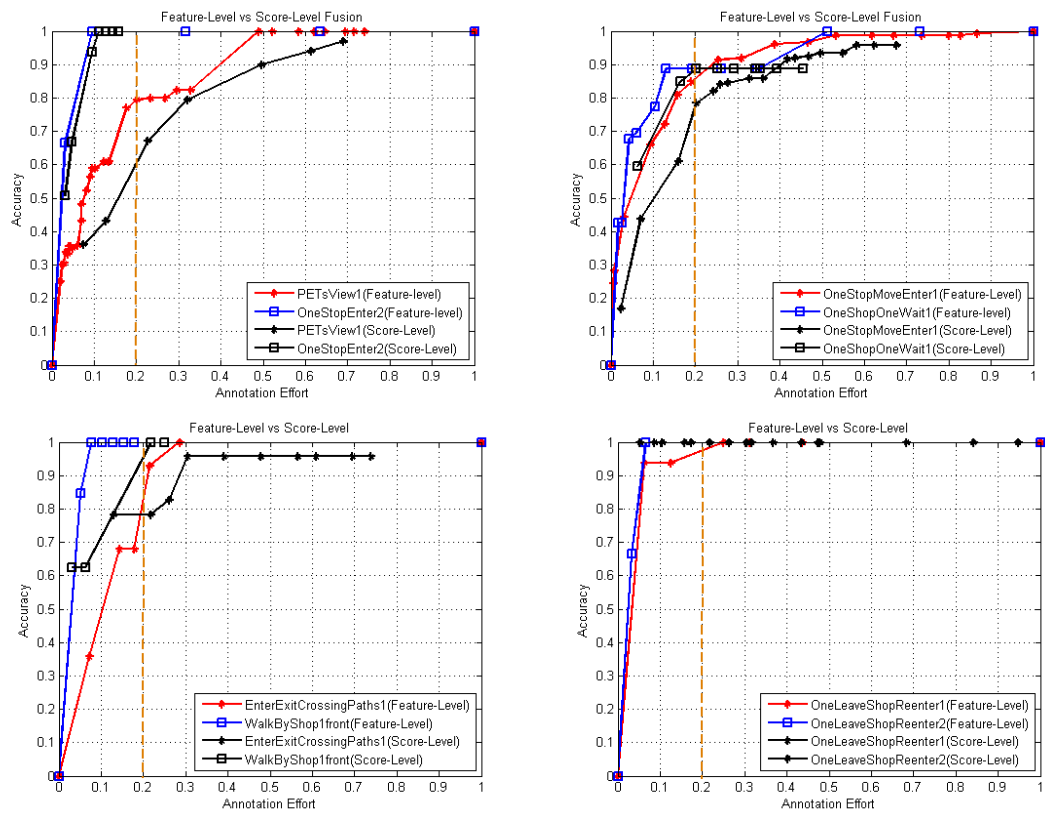 Feature-Level vs Score-Level Fusion
1
0.9
0.8
0.7
0.6
0.5
0.4
0.3
0.2
0.1
0
Accuracy
PETsView1(Feature-level)
OneStopEnter2(Feature-level)
PETsView1(Score-Level)
OneStopEnter2(Score-Level)
0 0.1 0.2 0.3 0.4 0.5 0.6 0.7 0.8 0.9 1
Annotation Effort
Feature-Level vs Score-Level Fusion
1
0.9
0.8
0.7
0.6
0.5
0.4
0.3
0.2
0.1
0
Accuracy
OneStopMoveEnter1(Feature-Level)
OneShopOneWait1(Feature-Level)
OneStopMoveEnter1(Score-Level)
OneShopOneWait1(Score-Level)
0 0.1 0.2 0.3 0.4 0.5 0.6 0.7 0.8 0.9 1
Annotation Effort
Feature-Level vs Score-Level
1
0.9
0.8
0.7
0.6
0.5
0.4
0.3
0.2
0.1
0
Accuracy
EnterExitCrossingPaths1(Feature-Level)
WalkByShop1front(Feature-Level)
EnterExitCrossingPaths1(Score-Level)
WalkByShop1front(Score-Level)
0 0.1 0.2 0.3 0.4 0.5 0.6 0.7 0.8 0.9 1
Annotation Effort
Feature-Level vs Score-Level
1
0.9
0.8
0.7
0.6
0.5
0.4
0.3
0.2
0.1
0
Accuracy
OneLeaveShopReenter1(Feature-Level)
OneLeaveShopReenter2(Feature-Level)
OneLeaveShopReenter1(Score-Level)
OneLeaveShopReenter2(Score-Level)
0 0.1 0.2 0.3 0.4 0.5 0.6 0.7 0.8 0.9 1
Annotation Effort